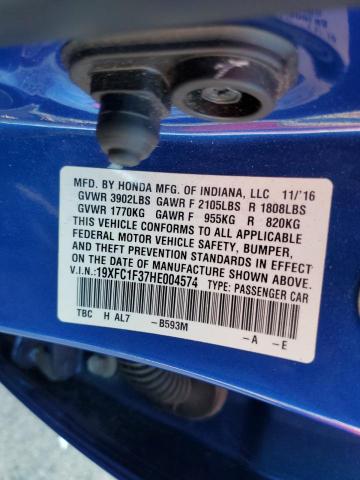 MFD. BY HONDA MFG. OF INDIANA, LLC 11/'16
GVWR 3902LBS GAWR F 2105LBS R 1808LBS
GVWR 1770KG GAWR F 955KG R 820KG
THIS VEHICLE CONFORMS TO ALL APPLICABLE
FEDERAL MOTOR VEHICLE SAFETY, BUMPER,
AND THEFT PREVENTION STANDARDS IN EFFECT
ON THE DATE OF MANUFACTURE SHOWN ABOVE.
V.I.N.:19XFC1F37HE004574 TYPE: PASSENGER CAR
TBC H AL7 -B593M -A -E